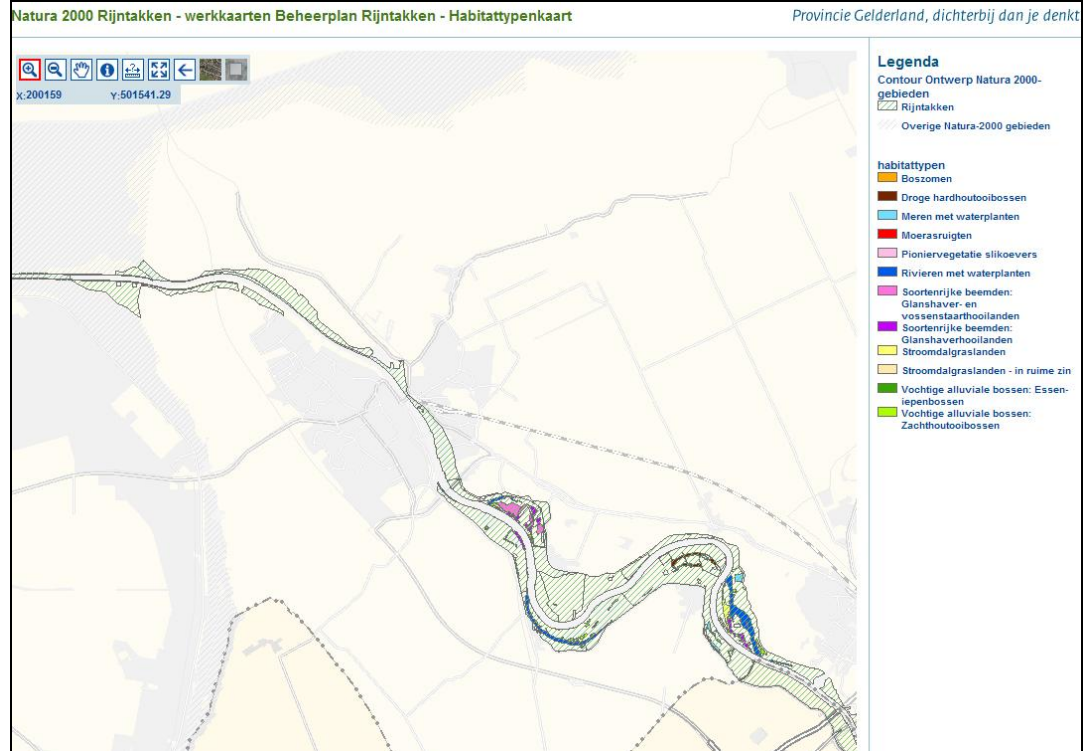 Natura 2000 Rijntakken - werkkaarten Beheerplan Rijntakken - Habitattypenkaart
Provincie Gelderland, dichterbij dan je denkt
X:200159 Y:501541.29
Legenda
Contour Ontwerp Natura 2000-
gebieden
Rijntakken
Overige Natura-2000 gebieden
habitattypen
Boszomen
Droge hardhoutooibossen
Meren met waterplanten
Moerasruigten
Pioniervegetatie slikoevers
Rivieren met waterplanten
Soortenrijke beemden:
Glanshaver- en
vossenstaarthooilanden
Soortenrijke beemden:
Glanshaverhooilanden
Stroomdalgraslanden
Stroomdalgraslanden - in ruime zin
Vochtige alluviale bossen: Essen-
iepenbossen
Vochtige alluviale bossen:
Zachthoutooibossen